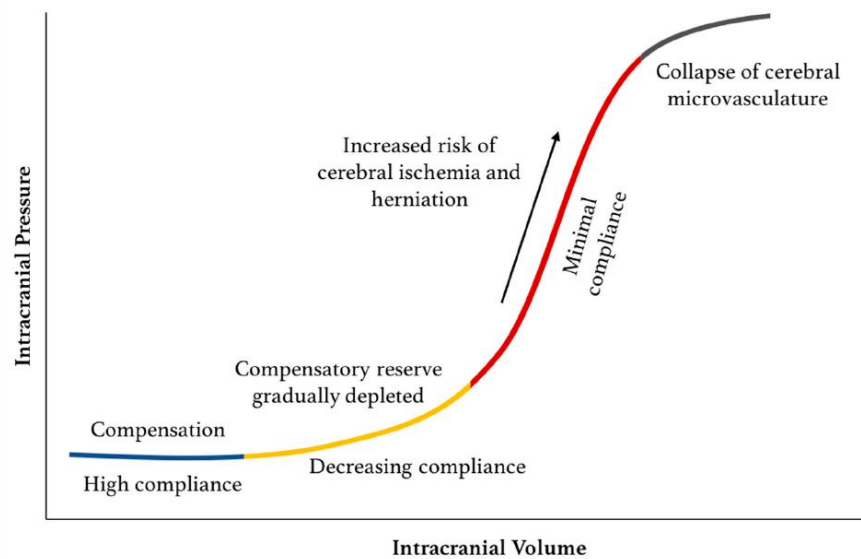 Collapse of cerebral
microvasculature
Increased risk of
cerebral ischemia and
herniation
Minimal
compliance
Intracranial Pressure
Compensatory reserve
gradually depleted
Compensation
Decreasing compliance
High compliance
Intracranial Volume